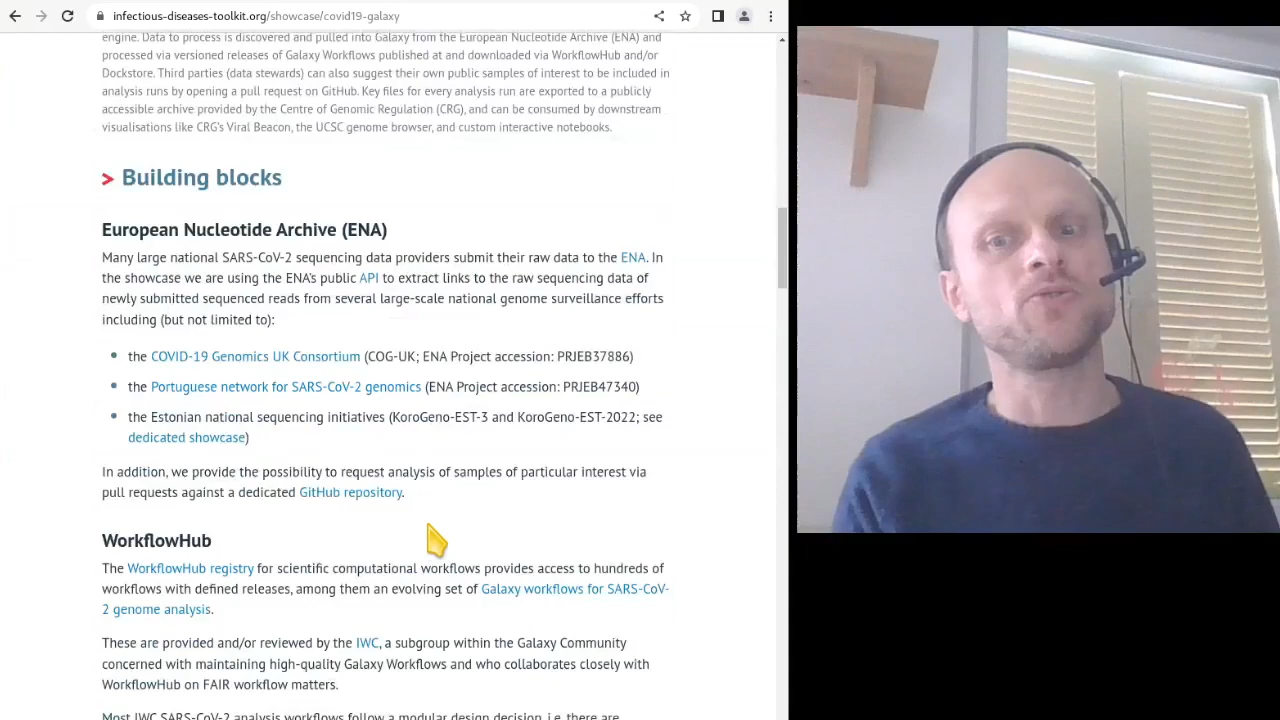 infectious-diseases-toolkit.org/showcase/covid19-galaxy
engine. Data to process is discovered and pulled into Galaxy from the European Nucleotide Archive (ENA) and
processed via versioned releases of Galaxy Workflows published at and downloaded via WorkflowHub and/or
Dockstore. Third parties (data stewards) can also suggest their own public samples of interest to be included in
analysis runs by opening a pull request on GitHub. Key files for every analysis run are exported to a publicly
accessible archive provided by the Centre of Genomic Regulation (CRG), and can be consumed by downstream
visualisations like CRG's Viral Beacon, the UCSC genome browser, and custom interactive notebooks.
> Building blocks
European Nucleotide Archive (ENA)
Many large national SARS-CoV-2 sequencing data providers submit their raw data to the ENA. In
the showcase we are using the ENA's public API to extract links to the raw sequencing data of
newly submitted sequenced reads from several large-scale national genome surveillance efforts
including (but not limited to):
the COVID-19 Genomics UK Consortium (COG-UK; ENA Project accession: PRJEB37886)
the Portuguese network for SARS-CoV-2 genomics (ENA Project accession: PRJEB47340)
the Estonian national sequencing initiatives (KoroGeno-EST-3 and KoroGeno-EST-2022; see
dedicated showcase)
In addition, we provide the possibility to request analysis of samples of particular interest via
pull requests against a dedicated GitHub repository.
WorkflowHub
The WorkflowHub registry for scientific computational workflows provides access to hundreds of
workflows with defined releases, among them an evolving set of Galaxy workflows for SARS-CoV-
2 genome analysis.
These are provided and/or reviewed by the IWC, a subgroup within the Galaxy Community
concerned with maintaining high-quality Galaxy Workflows and who collaborates closely with
WorkflowHub on FAIR workflow matters.
Most IWC SARS-CoV-2 analysis workflows follow a modular design decision, i.e. there are